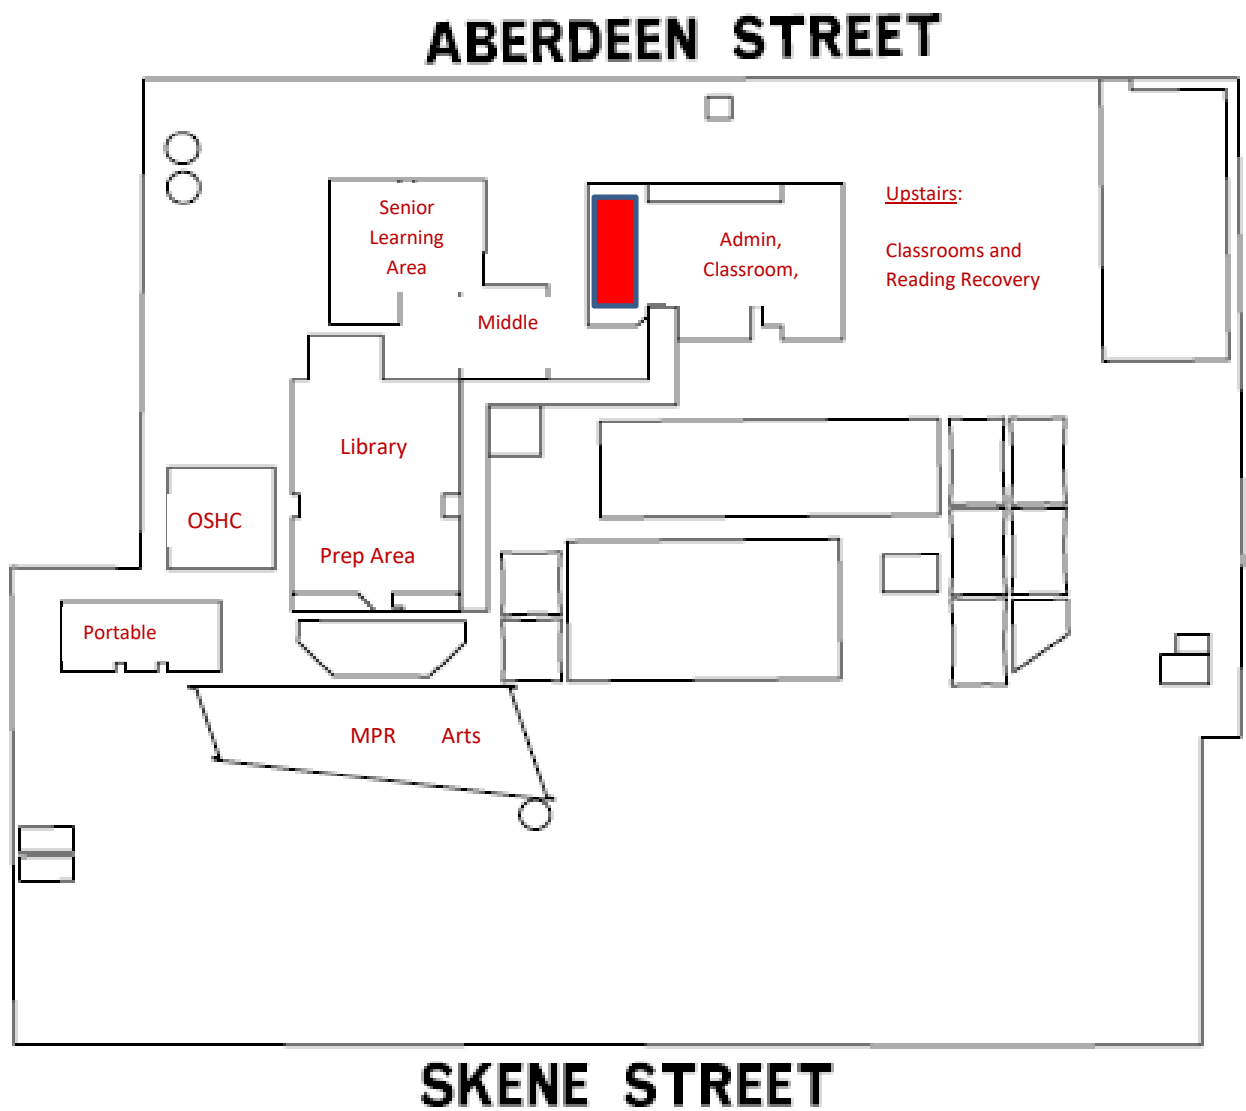 ABERDEEN STREET
Senior
Learning
Area
Admin,
Classroom,
Upstairs:
Classrooms and
Reading Recovery
Middle
Library
OSHC
Prep Area
Portable
MPR Arts
SKENE STREET